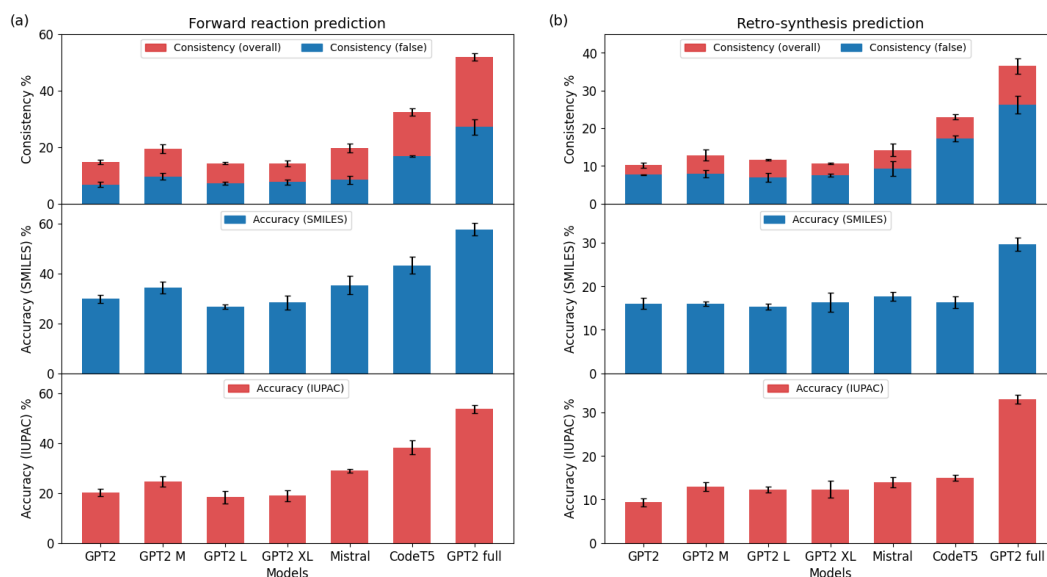 (a)
Forward reaction prediction
60
40
20
0
Consistency %
Consistency (overall)
Consistency (false)
60
40
20
0
Accuracy (SMILES) %
Accuracy (SMILES)
60
40
20
0
Accuracy (IUPAC) %
Accuracy (IUPAC)
GPT2 GPT2 M GPT2 L GPT2 XL Mistral CodeT5 GPT2 full
Models
(b)
Retro-synthesis prediction
40
30
20
10
0
Consistency %
Consistency (overall)
Consistency (false)
30
20
10
0
Accuracy (SMILES) %
Accuracy (SMILES)
30
20
10
0
Accuracy (IUPAC) %
Accuracy (IUPAC)
GPT2 GPT2 M GPT2 L GPT2 XL Mistral CodeT5 GPT2 full
Models